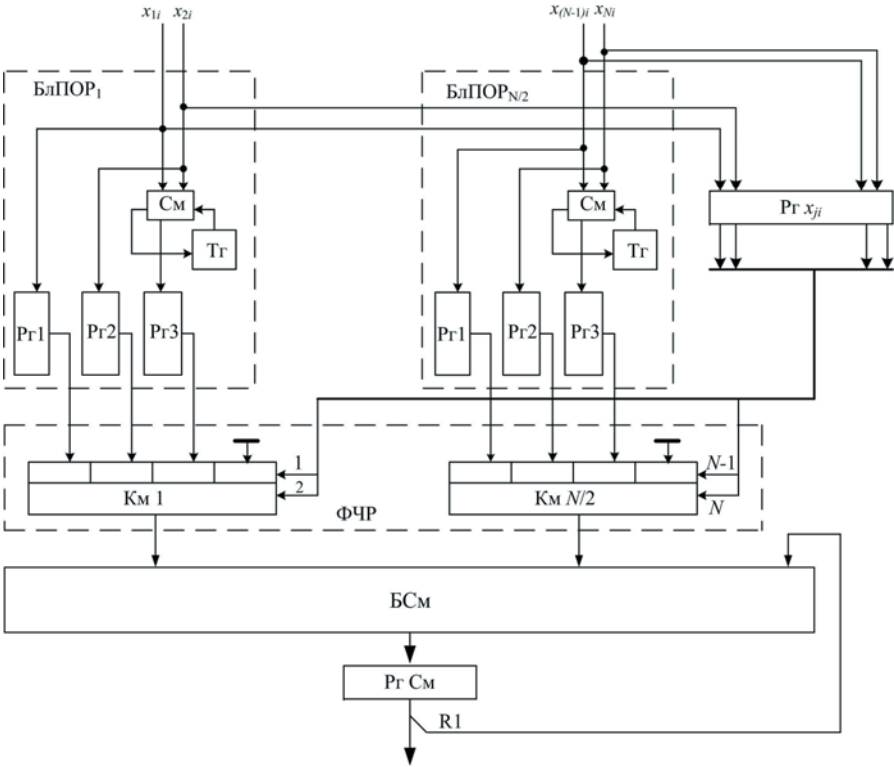 x1i x2i x(N-1)i xNi
БлПОР1 БлПОРN/2
См См Рг xji
Тг Тг
Рг1 Рг2 Рг3 Рг1 Рг2 Рг3
1 N-1
Км 1 2 Км N/2 N
ФЧР
БСм
Рг См
R1